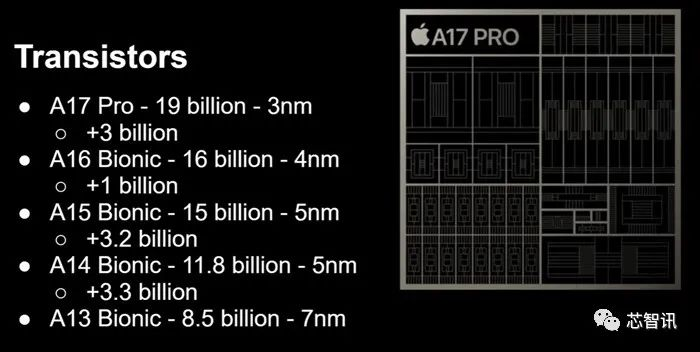 Transistors
● A17 Pro - 19 billion - 3nm
○ +3 billion
● A16 Bionic - 16 billion - 4nm
○ +1 billion
● A15 Bionic - 15 billion - 5nm
○ +3.2 billion
● A14 Bionic - 11.8 billion - 5nm
○ +3.3 billion
● A13 Bionic - 8.5 billion - 7nm
A17 PRO
芯智讯